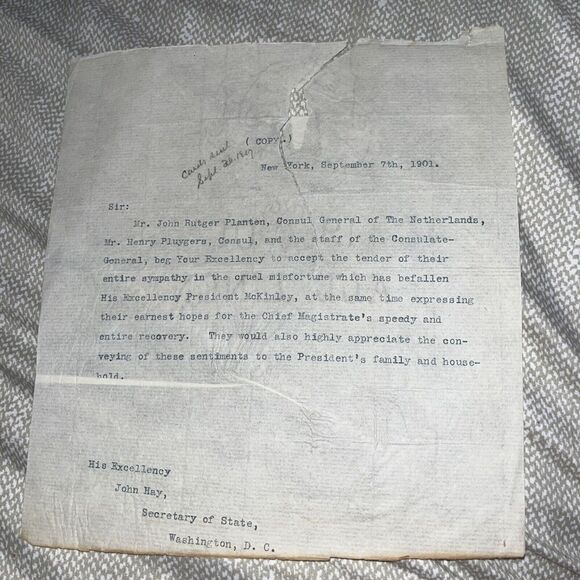 ( COPY.)
Cards sent
Sept.
New York, September 7th, 1901.
Sir:
Mr. John Rutger Planten, Consul General of The Netherlands,
Mr. Henry Pluygers, Consul, and the staff of the Consulate-
General, beg Your Excellency to accept the tender of their
entire sympathy in the cruel misfortune which has befallen
His Excellency President McKinley, at the same time expressing
their earnest hopes for the Chief Magistrate's speedy and
entire recovery. They would also highly appreciate the con-
veying of these sentiments to the President's family and house-
hold.
His Excellency
John Hay,
Secretary of State,
Washington, D. C.